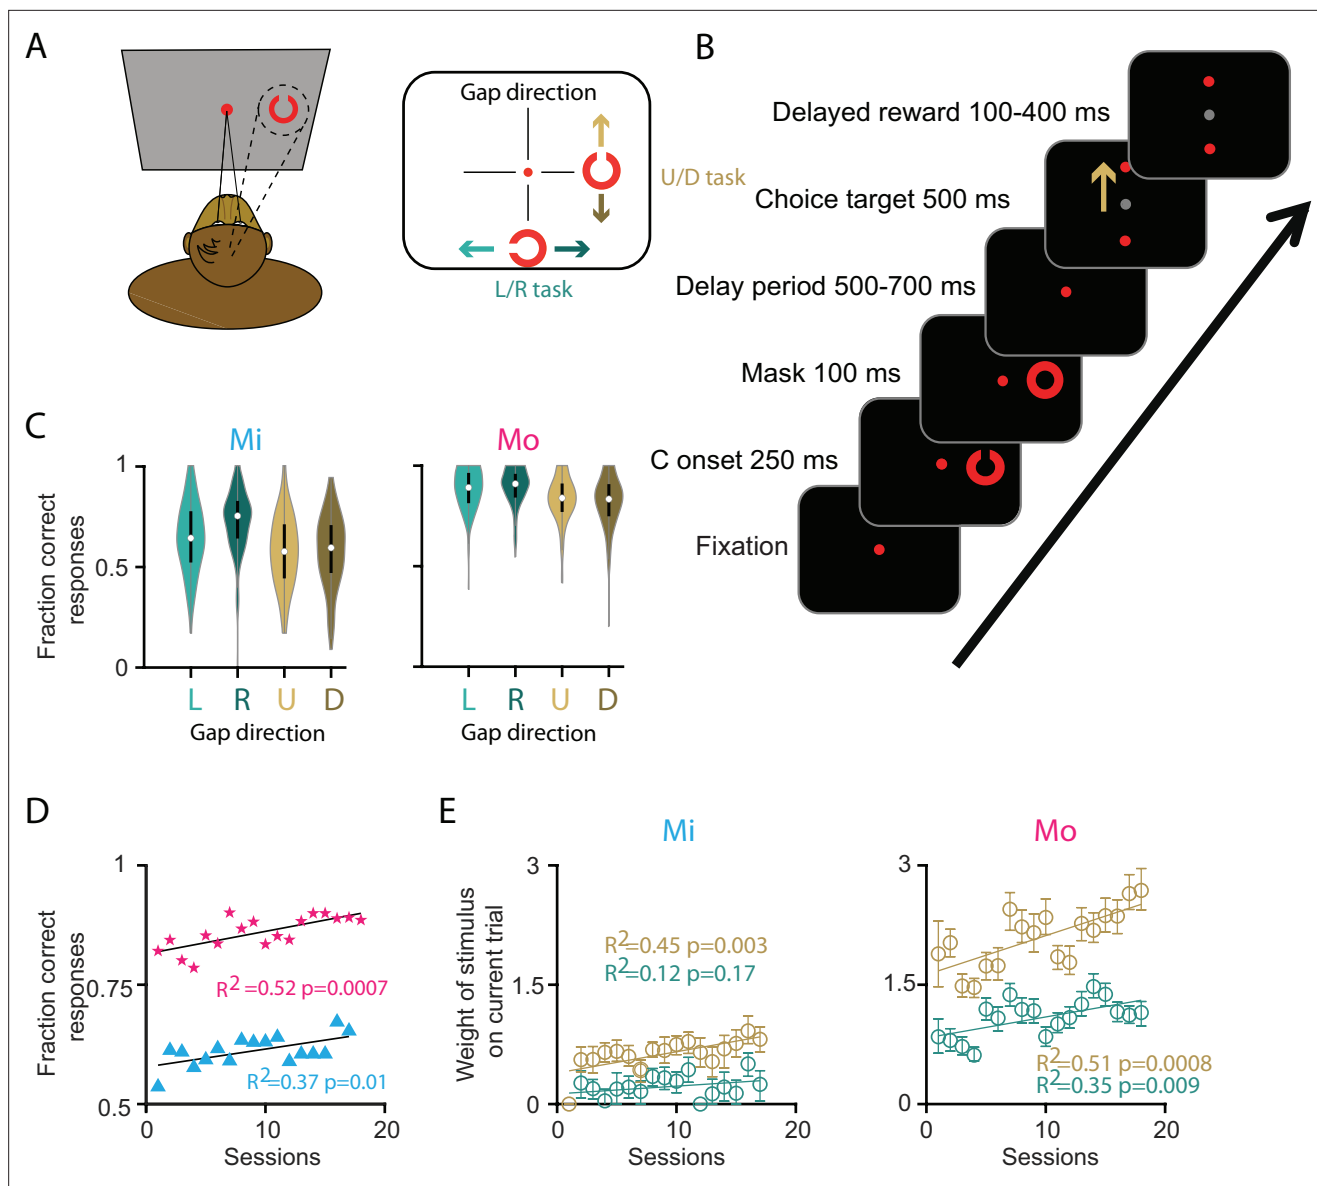 A
Gap direction
U/D task
L/R task
B
Delayed reward 100-400 ms
Choice target 500 ms
Delay period 500-700 ms
Mask 100 ms
C onset 250 ms
Fixation
C
Mi
Mo
Fraction correct
responses
1
0.5
0
L R U D
L R U D
Gap direction
Gap direction
D
Fraction correct
responses
1
0.75
0.5
R²=0.52 p=0.0007
R²=0.37 p=0.01
0 10 20
Sessions
E
Mi
Mo
Weight of stimulus
on current trial
3
1.5
0
R²=0.45 p=0.003
R²=0.12 p=0.17
0 10 20
Sessions
3
1.5
0
R²=0.51 p=0.0008
R²=0.35 p=0.009
0 10 20
Sessions